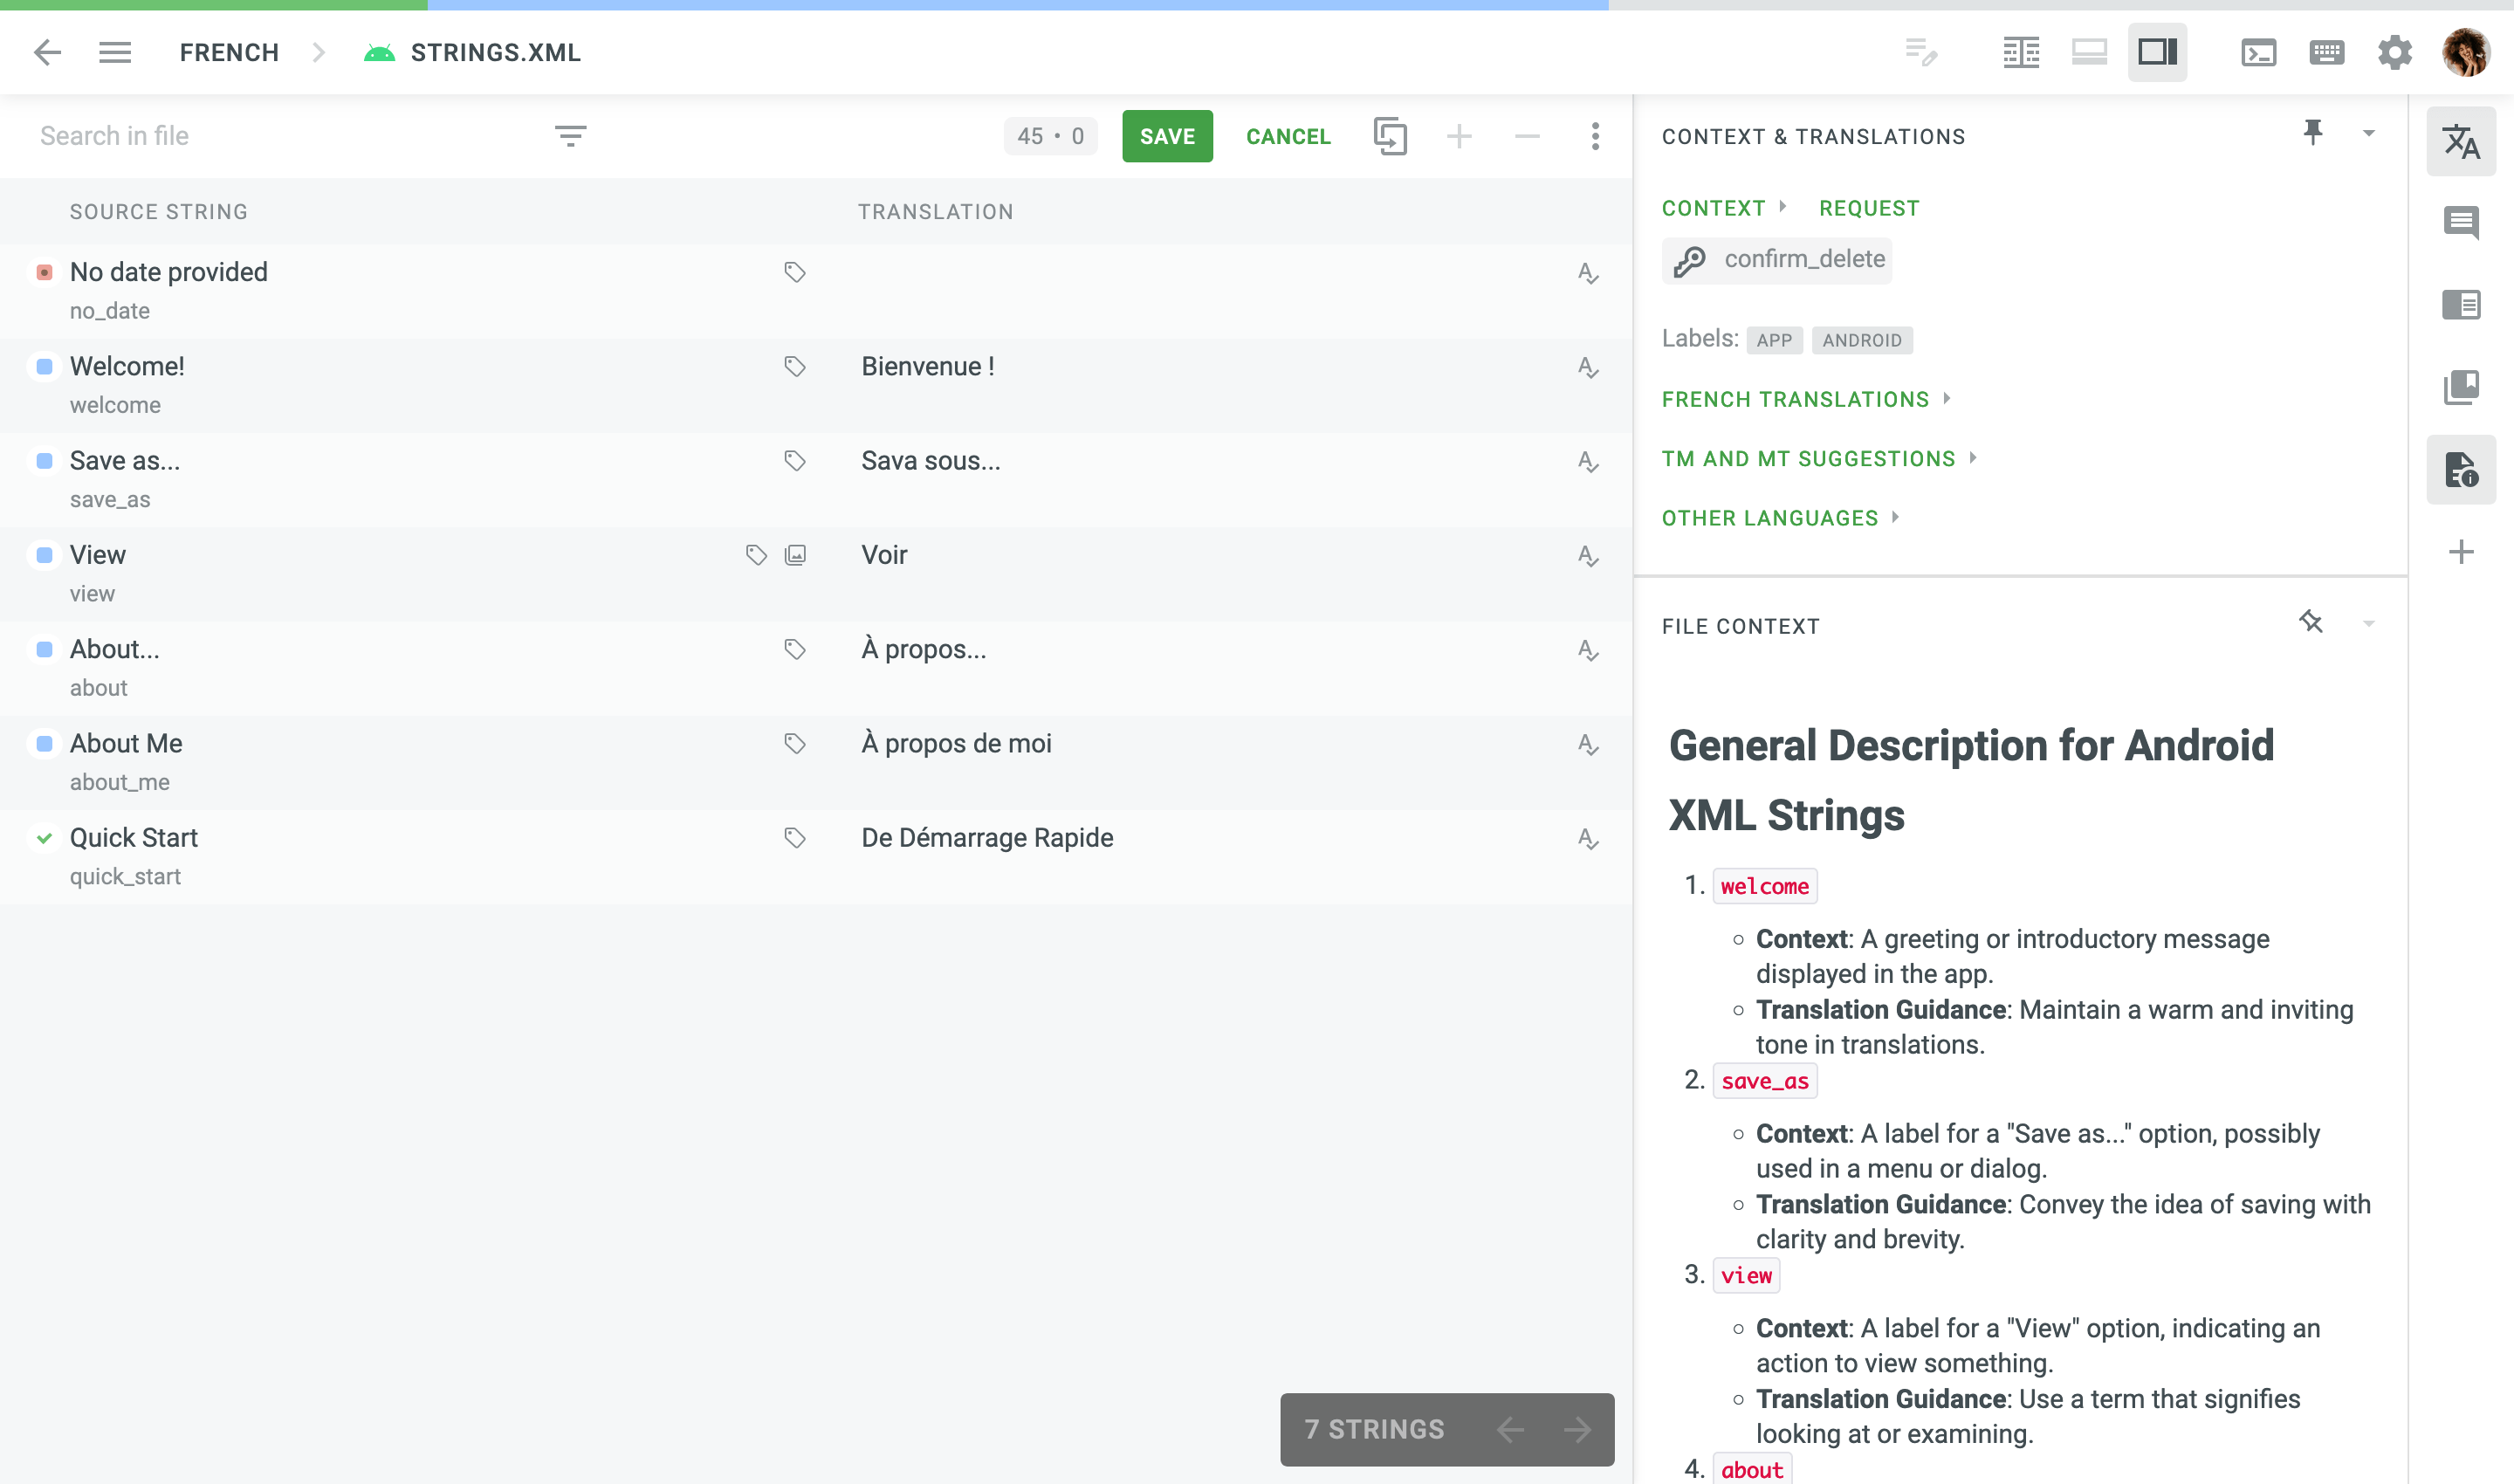 FRENCH
STRINGS.XML
Search in file
45 • 0
SAVE
CANCEL
SOURCE STRING
TRANSLATION
No date provided
no_date
Welcome!
Bienvenue !
welcome
Save as...
Sava sous...
save_as
View
Voir
view
About...
À propos...
about
About Me
À propos de moi
about_me
Quick Start
De Démarrage Rapide
quick_start
7 STRINGS
CONTEXT & TRANSLATIONS
CONTEXT
REQUEST
confirm_delete
Labels: APP ANDROID
FRENCH TRANSLATIONS
TM AND MT SUGGESTIONS
OTHER LANGUAGES
FILE CONTEXT
General Description for Android
XML Strings
1. welcome
Context: A greeting or introductory message
displayed in the app.
Translation Guidance: Maintain a warm and inviting
tone in translations.
2. save_as
Context: A label for a "Save as..." option, possibly
used in a menu or dialog.
Translation Guidance: Convey the idea of saving with
clarity and brevity.
3. view
Context: A label for a "View" option, indicating an
action to view something.
Translation Guidance: Use a term that signifies
looking at or examining.
4. about